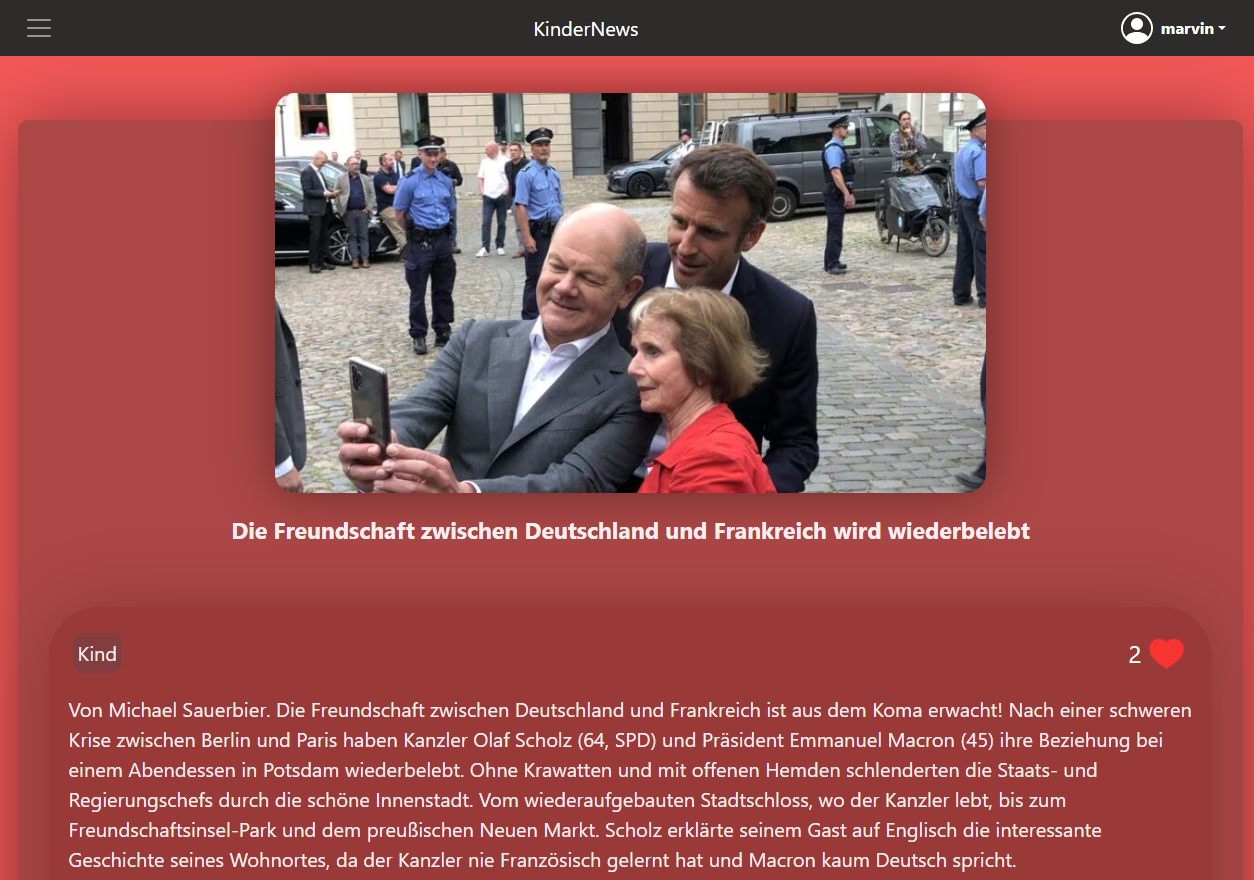 KinderNews
marvin
Die Freundschaft zwischen Deutschland und Frankreich wird wiederbelebt
Kind
2
Von Michael Sauerbier. Die Freundschaft zwischen Deutschland und Frankreich ist aus dem Koma erwacht! Nach einer schweren
Krise zwischen Berlin und Paris haben Kanzler Olaf Scholz (64, SPD) und Präsident Emmanuel Macron (45) ihre Beziehung bei
einem Abendessen in Potsdam wiederbelebt. Ohne Krawatten und mit offenen Hemden schlenderten die Staats- und
Regierungschefs durch die schöne Innenstadt. Vom wiederaufgebauten Stadtschloss, wo der Kanzler lebt, bis zum
Freundschaftsinsel-Park und dem preußischen Neuen Markt. Scholz erklärte seinem Gast auf Englisch die interessante
Geschichte seines Wohnortes, da der Kanzler nie Französisch gelernt hat und Macron kaum Deutsch spricht.